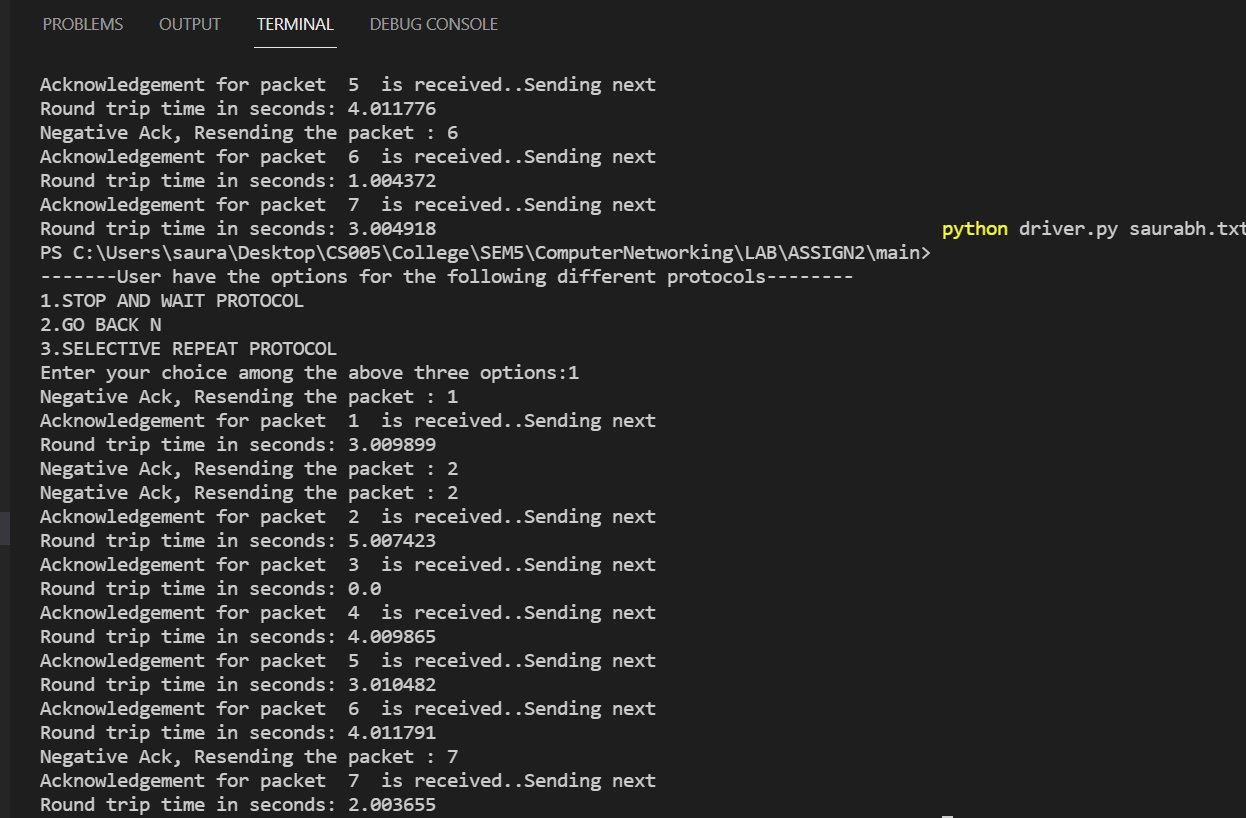 PROBLEMS OUTPUT TERMINAL DEBUG CONSOLE
Acknowledgement for packet  5  is received..Sending next
Round trip time in seconds: 4.011776
Negative Ack, Resending the packet : 6
Acknowledgement for packet  6  is received..Sending next
Round trip time in seconds: 1.004372
Acknowledgement for packet  7  is received..Sending next
Round trip time in seconds: 3.004918 python driver.py saurabh.txt
PS C:\Users\saura\Desktop\CS005\College\SEM5\ComputerNetworking\LAB\ASSIGN2\main>
-------User have the options for the following different protocols--------
1.STOP AND WAIT PROTOCOL
2.GO BACK N
3.SELECTIVE REPEAT PROTOCOL
Enter your choice among the above three options:1
Negative Ack, Resending the packet : 1
Acknowledgement for packet  1  is received..Sending next
Round trip time in seconds: 3.009899
Negative Ack, Resending the packet : 2
Negative Ack, Resending the packet : 2
Acknowledgement for packet  2  is received..Sending next
Round trip time in seconds: 5.007423
Acknowledgement for packet  3  is received..Sending next
Round trip time in seconds: 0.0
Acknowledgement for packet  4  is received..Sending next
Round trip time in seconds: 4.009865
Acknowledgement for packet  5  is received..Sending next
Round trip time in seconds: 3.010482
Acknowledgement for packet  6  is received..Sending next
Round trip time in seconds: 4.011791
Negative Ack, Resending the packet : 7
Acknowledgement for packet  7  is received..Sending next
Round trip time in seconds: 2.003655